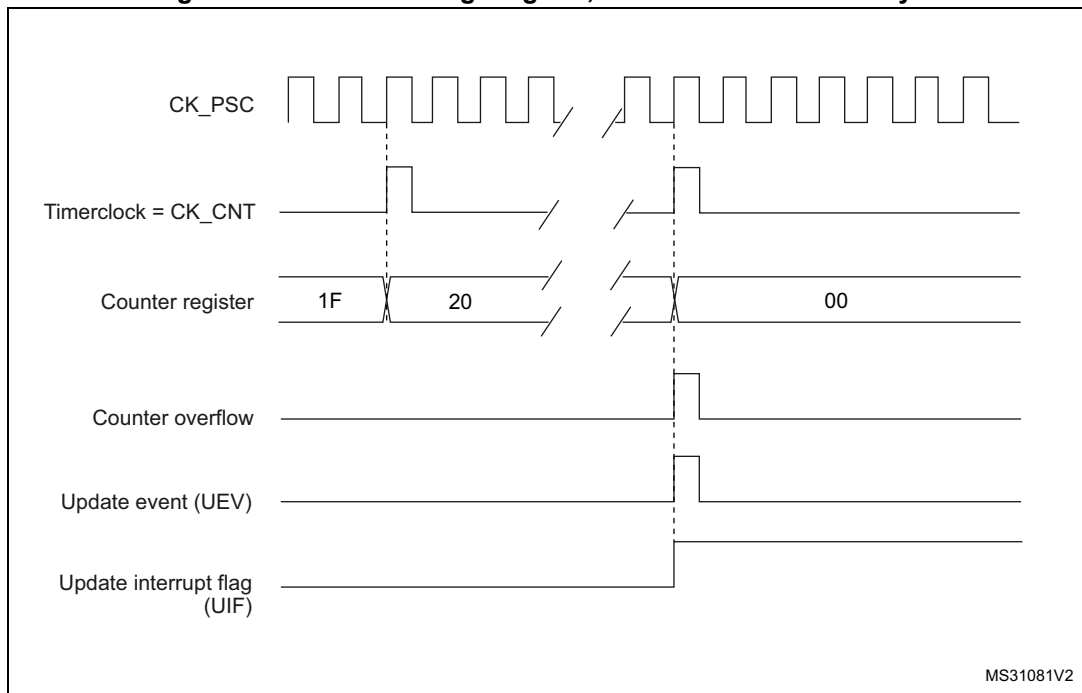 CK_PSC
Timerclock = CK_CNT
Counter register
1F
20
00
Counter overflow
Update event (UEV)
Update interrupt flag
(UIF)
MS31081V2